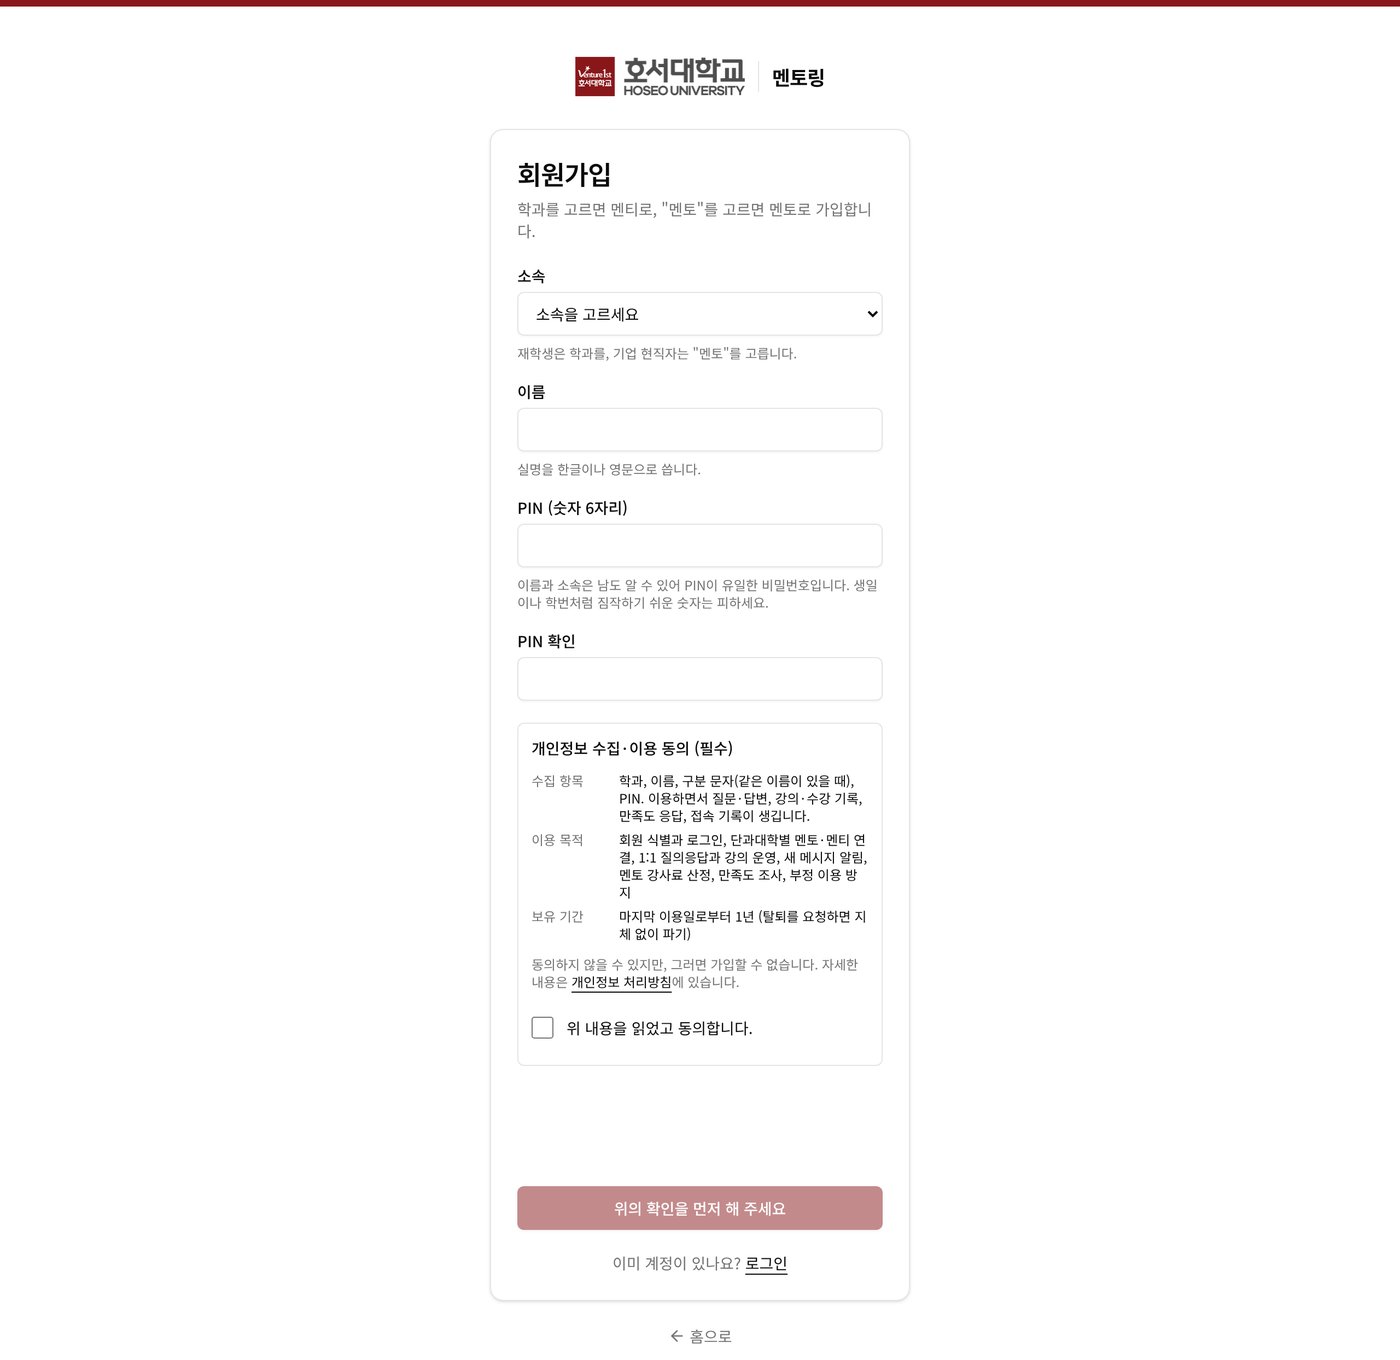 Venture 1st
호서대학교
호서대학교
HOSEO UNIVERSITY
멘토링
회원가입
학과를 고르면 멘티로, "멘토"를 고르면 멘토로 가입합니
다.
소속
소속을 고르세요
재학생은 학과를, 기업 현직자는 "멘토"를 고릅니다.
이름
실명을 한글이나 영문으로 씁니다.
PIN (숫자 6자리)
이름과 소속은 남도 알 수 있어 PIN이 유일한 비밀번호입니다. 생일
이나 학번처럼 짐작하기 쉬운 숫자는 피하세요.
PIN 확인
개인정보 수집·이용 동의 (필수)
수집 항목
학과, 이름, 구분 문자(같은 이름이 있을 때),
PIN. 이용하면서 질문·답변, 강의·수강 기록,
만족도 응답, 접속 기록이 생깁니다.
이용 목적
회원 식별과 로그인, 단과대학별 멘토·멘티 연
결, 1:1 질의응답과 강의 운영, 새 메시지 알림,
멘토 강사료 산정, 만족도 조사, 부정 이용 방
지
보유 기간
마지막 이용일로부터 1년 (탈퇴를 요청하면 지
체 없이 파기)
동의하지 않을 수 있지만, 그러면 가입할 수 없습니다. 자세한
내용은 개인정보 처리방침에 있습니다.
위 내용을 읽었고 동의합니다.
위의 확인을 먼저 해 주세요
이미 계정이 있나요? 로그인
← 홈으로